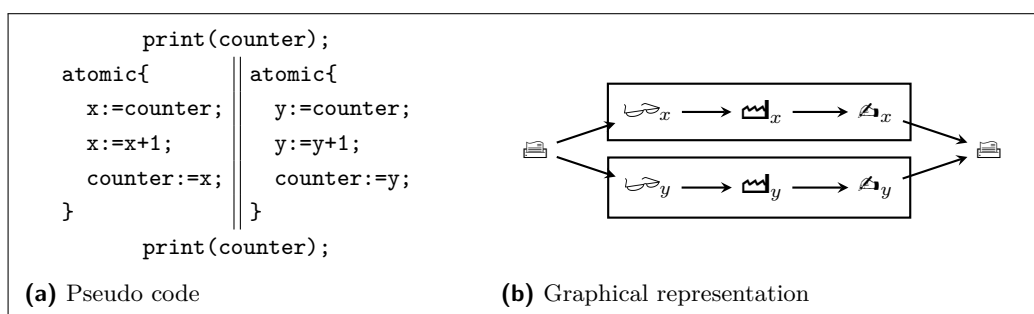 print(counter);
atomic{ atomic{
x:=counter; y:=counter;
x:=x+1; y:=y+1;
counter:=x; counter:=y;
} }
print(counter);
x x x
y y y
(a) Pseudo code
(b) Graphical representation